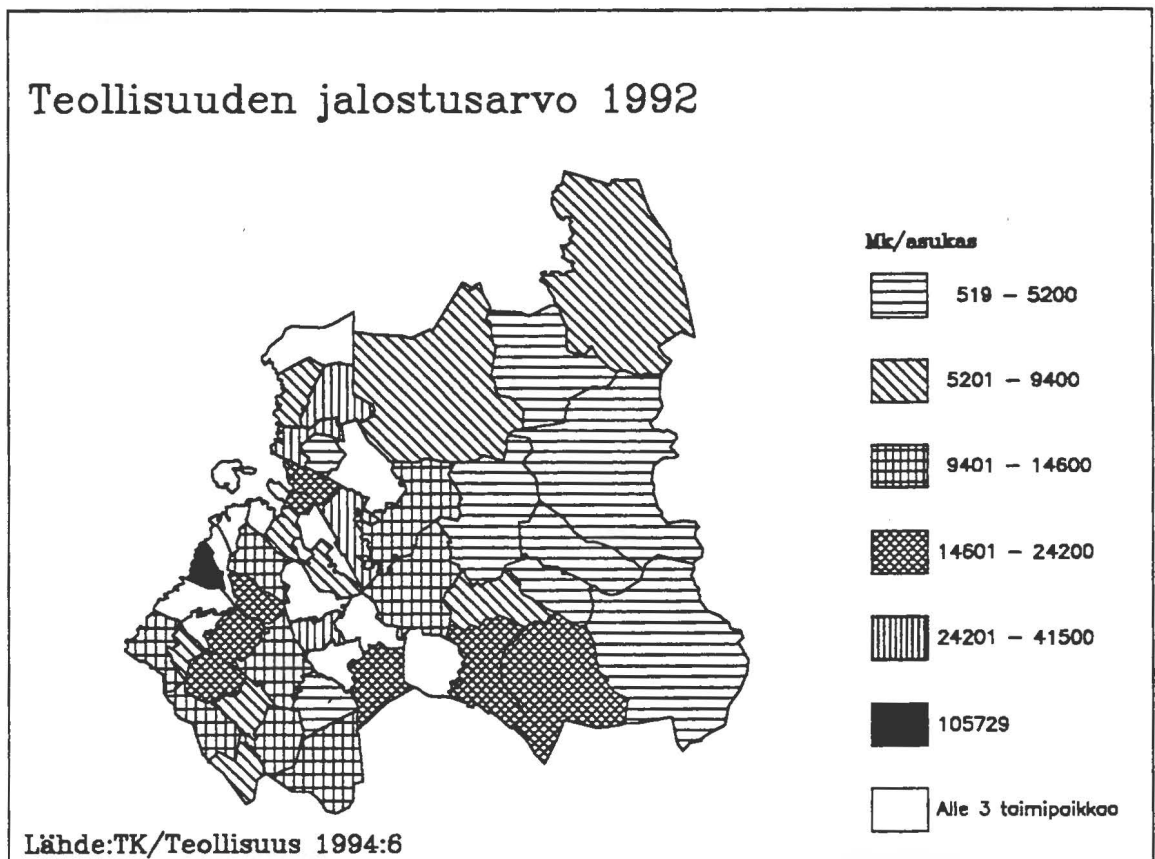 Teollisuuden jalostusarvo 1992
Mk/asukas
519 – 5200
5201 – 9400
9401 – 14600
14601 – 24200
24201 – 41500
105729
Alle 3 toimipaikkaa
Lähde:TK/Teollisuus 1994:6